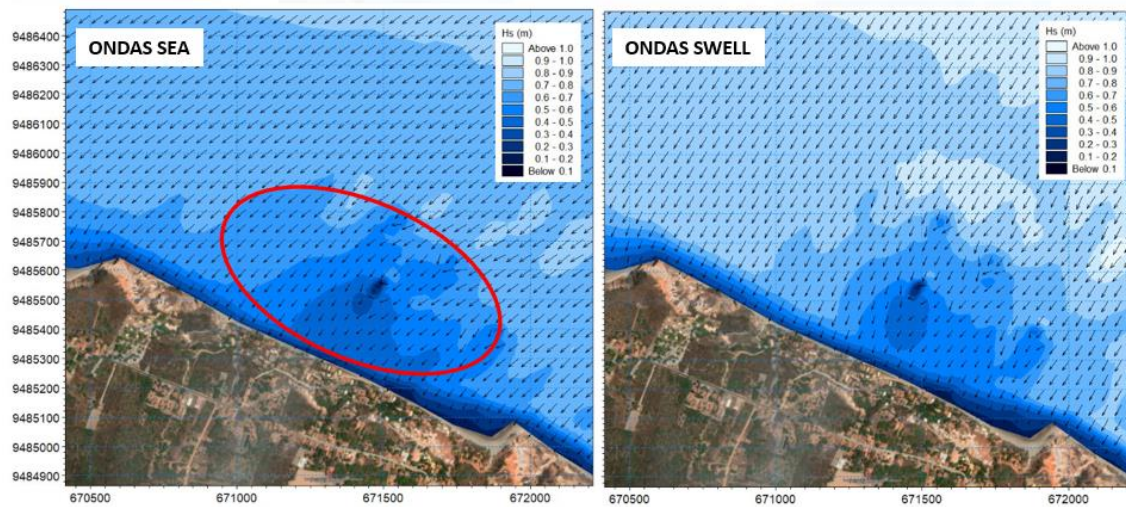 ONDAS SEA
Hs (m)
Above 1.0
0.9 - 1.0
0.8 - 0.9
0.7 - 0.8
0.6 - 0.7
0.5 - 0.6
0.4 - 0.5
0.3 - 0.4
0.2 - 0.3
0.1 - 0.2
Below 0.1
9486400
9486300
9486200
9486100
9486000
9485900
9485800
9485700
9485600
9485500
9485400
9485300
9485200
9485100
9485000
9484900
670500
671000
671500
672000
ONDAS SWELL
Hs (m)
Above 1.0
0.9 - 1.0
0.8 - 0.9
0.7 - 0.8
0.6 - 0.7
0.5 - 0.6
0.4 - 0.5
0.3 - 0.4
0.2 - 0.3
0.1 - 0.2
Below 0.1
670500
671000
671500
672000